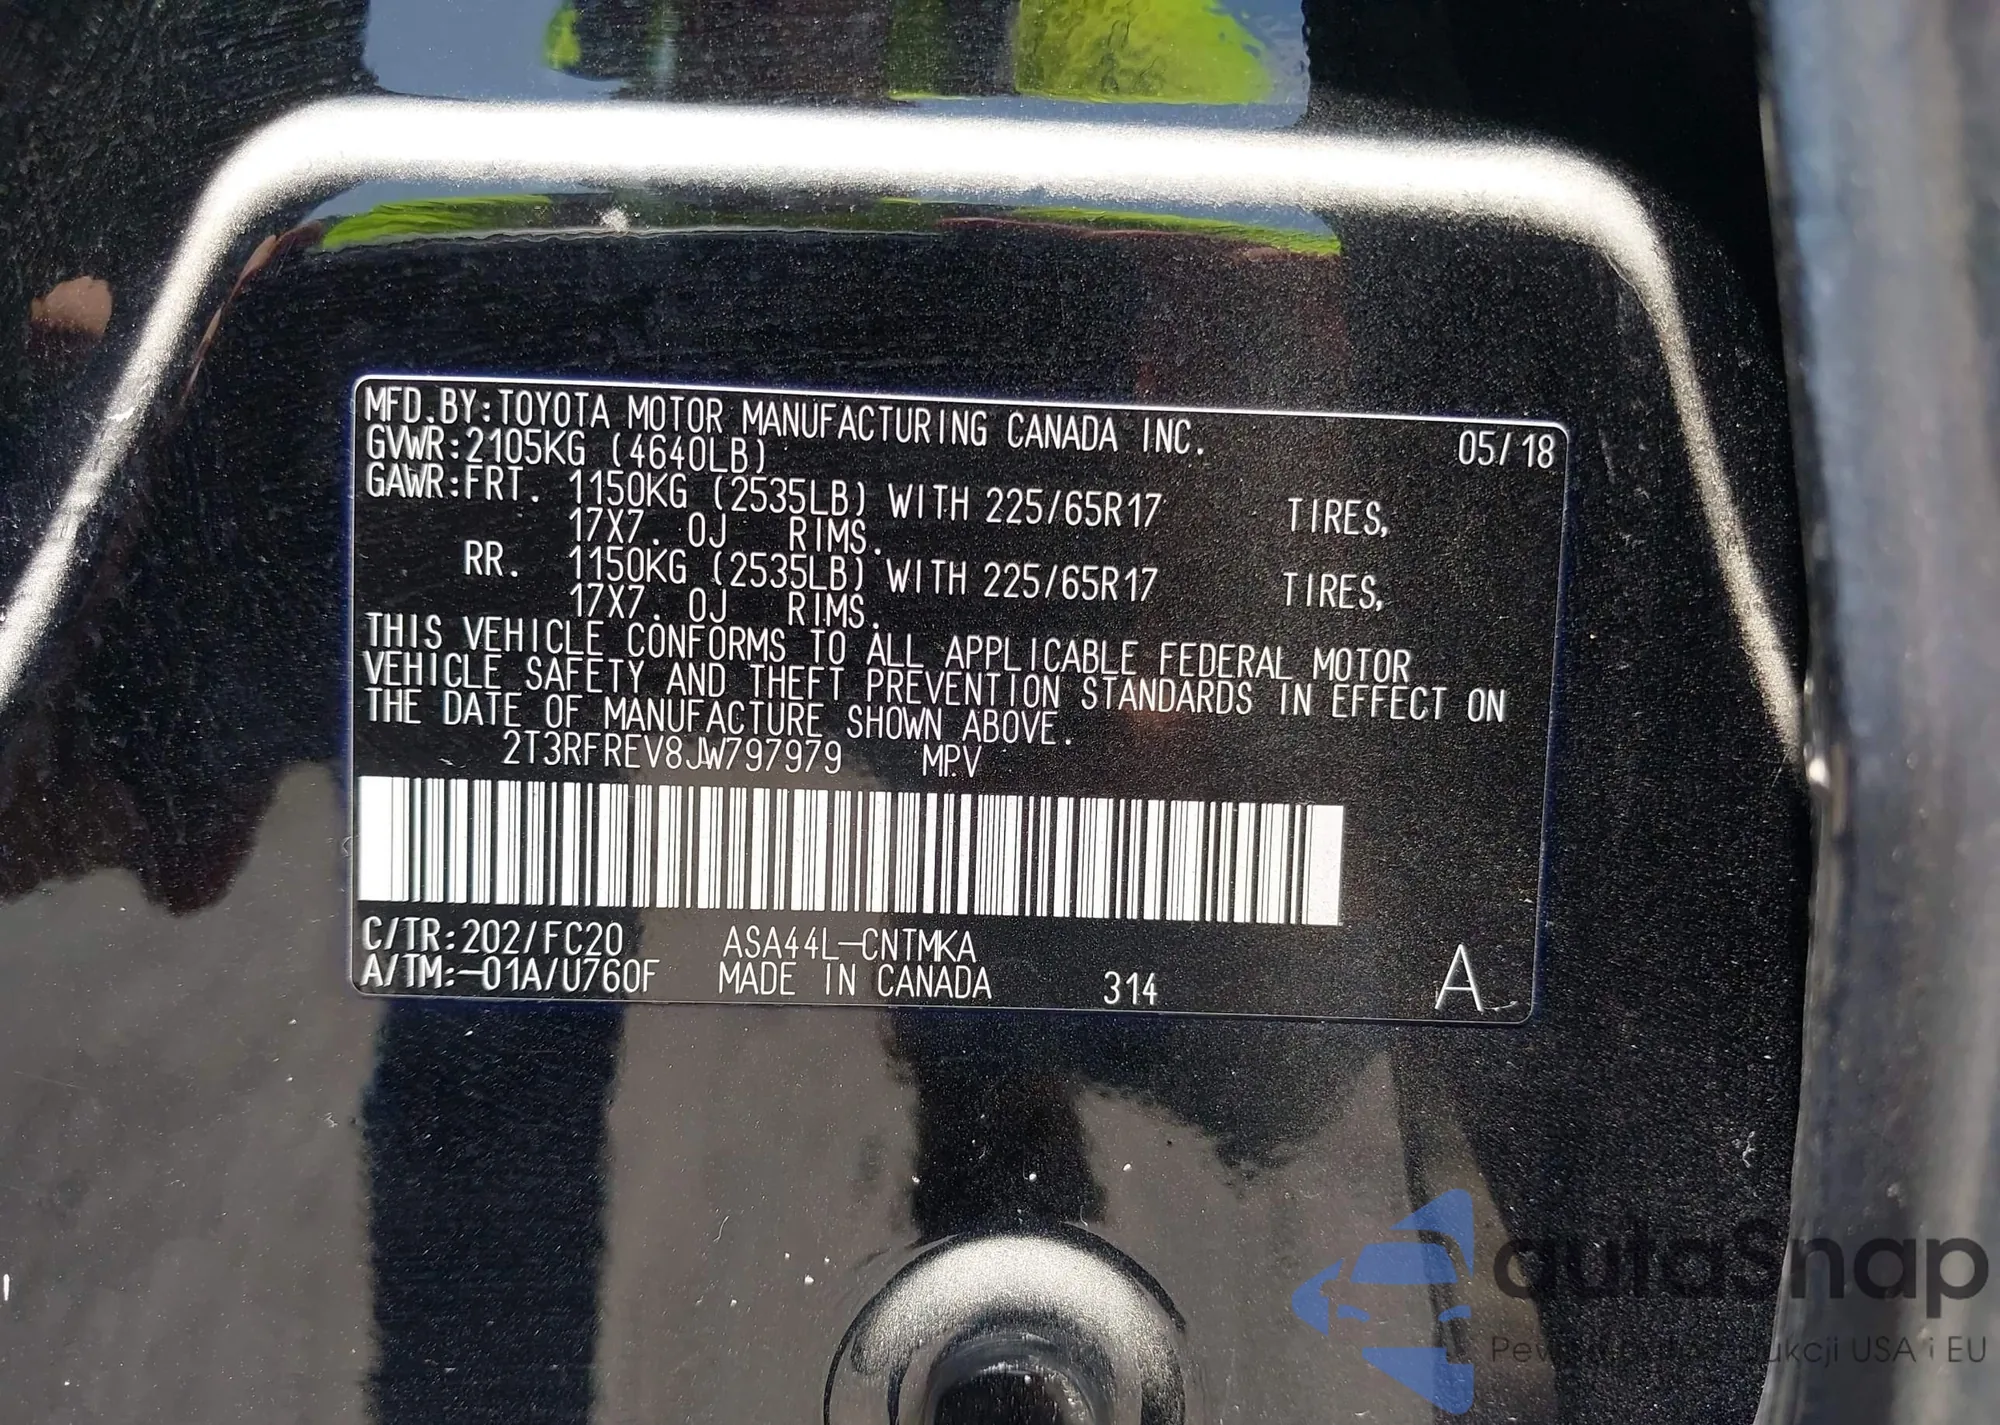 MFD.BY:TOYOTA MOTOR MANUFACTURING CANADA INC. 05/18
GVWR:2105KG (4640LB)
GAWR:FRT. 1150KG (2535LB) WITH 225/65R17 TIRES,
17X7. 0J RIMS.
RR. 1150KG (2535LB) WITH 225/65R17 TIRES,
17X7. 0J RIMS.
THIS VEHICLE CONFORMS TO ALL APPLICABLE FEDERAL MOTOR
VEHICLE SAFETY AND THEFT PREVENTION STANDARDS IN EFFECT ON
THE DATE OF MANUFACTURE SHOWN ABOVE.
2T3RFREV8JW797979 MPV
C/TR:202/FC20 ASA44L-CNTMKA
A/TM:-01A/U760F MADE IN CANADA 314 A
autaSnap
USA i EU